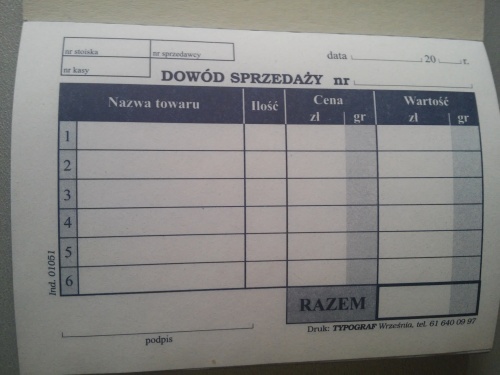 nr stoiska nr sprzedawcy data 20 r.
nr kasy
DOWÓD SPRZEDAŻY nr
Nazwa towaru Ilość Cena Wartość
zł gr zł gr
1
2
3
4
5
6
RAZEM
Ind. 01051
podpis
Druk: TYPOGRAF Września, tel. 61 640 09 97